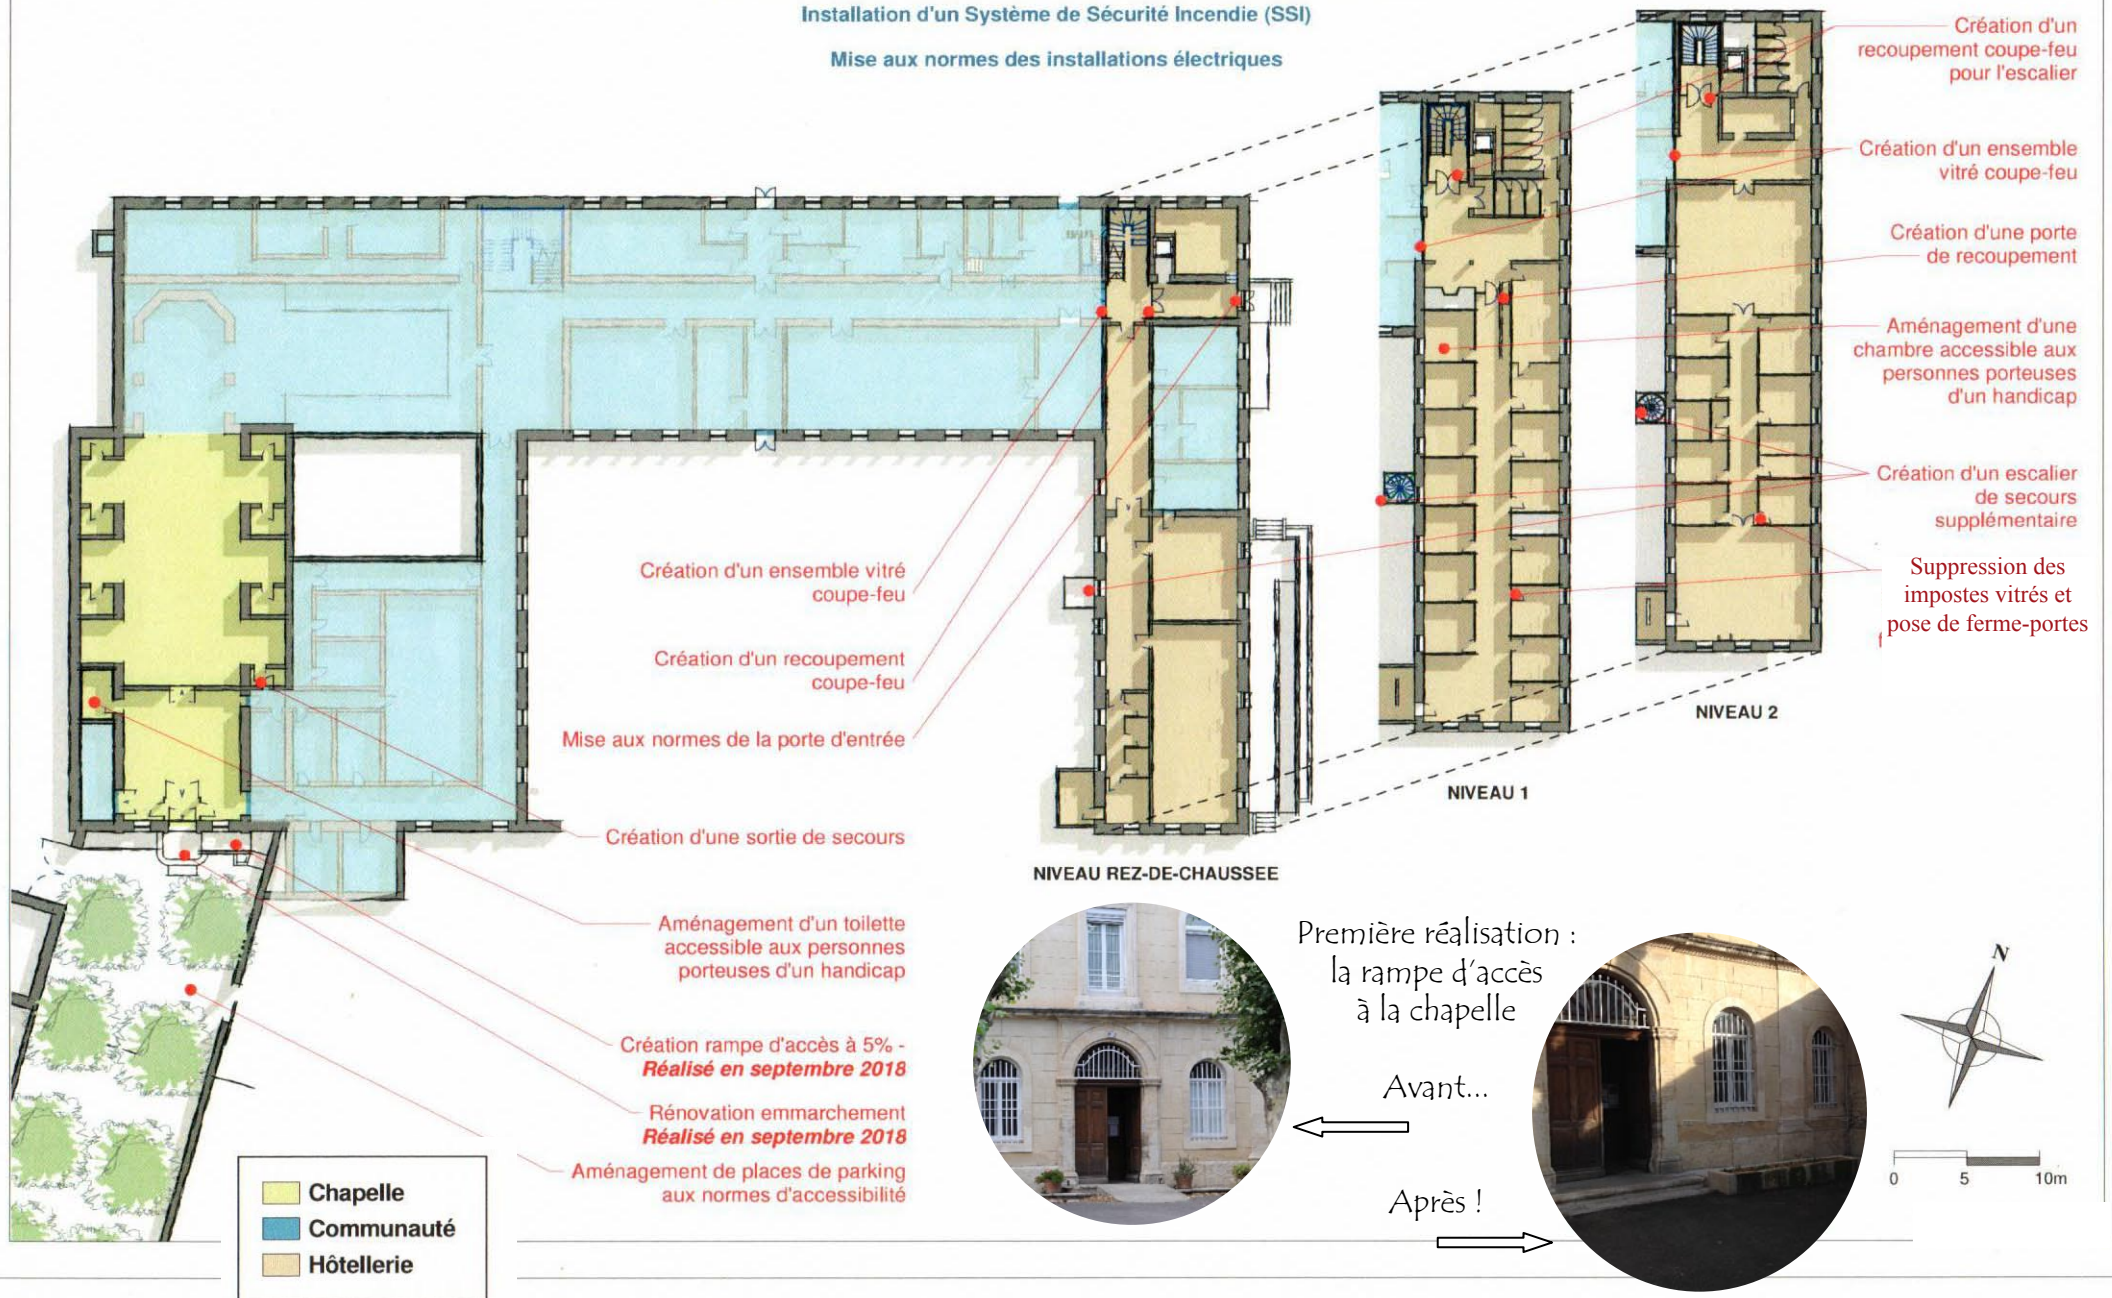 Installation d'un Système de Sécurité Incendie (SSI)
Mise aux normes des installations électriques
Création d'un
recoupement coupe-feu
pour l'escalier
Création d'un ensemble
vitré coupe-feu
Création d'une porte
de recoupement
Aménagement d'une
chambre accessible aux
personnes porteuses
d'un handicap
Création d'un escalier
de secours
supplémentaire
Suppression des
impostes vitrés et
pose de ferme-portes
NIVEAU 2
NIVEAU 1
NIVEAU REZ-DE-CHAUSSEE
Création d'un ensemble vitré
coupe-feu
Création d'un recoupement
coupe-feu
Mise aux normes de la porte d'entrée
Création d'une sortie de secours
Aménagement d'un toilette
accessible aux personnes
porteuses d'un handicap
Création rampe d'accès à 5% -
Réalisé en septembre 2018
Rénovation emmarchement
Réalisé en septembre 2018
Aménagement de places de parking
aux normes d'accessibilité
Première réalisation :
la rampe d'accès
à la chapelle
Avant...
Après !
N
0 5 10m
Chapelle
Communauté
Hôtellerie